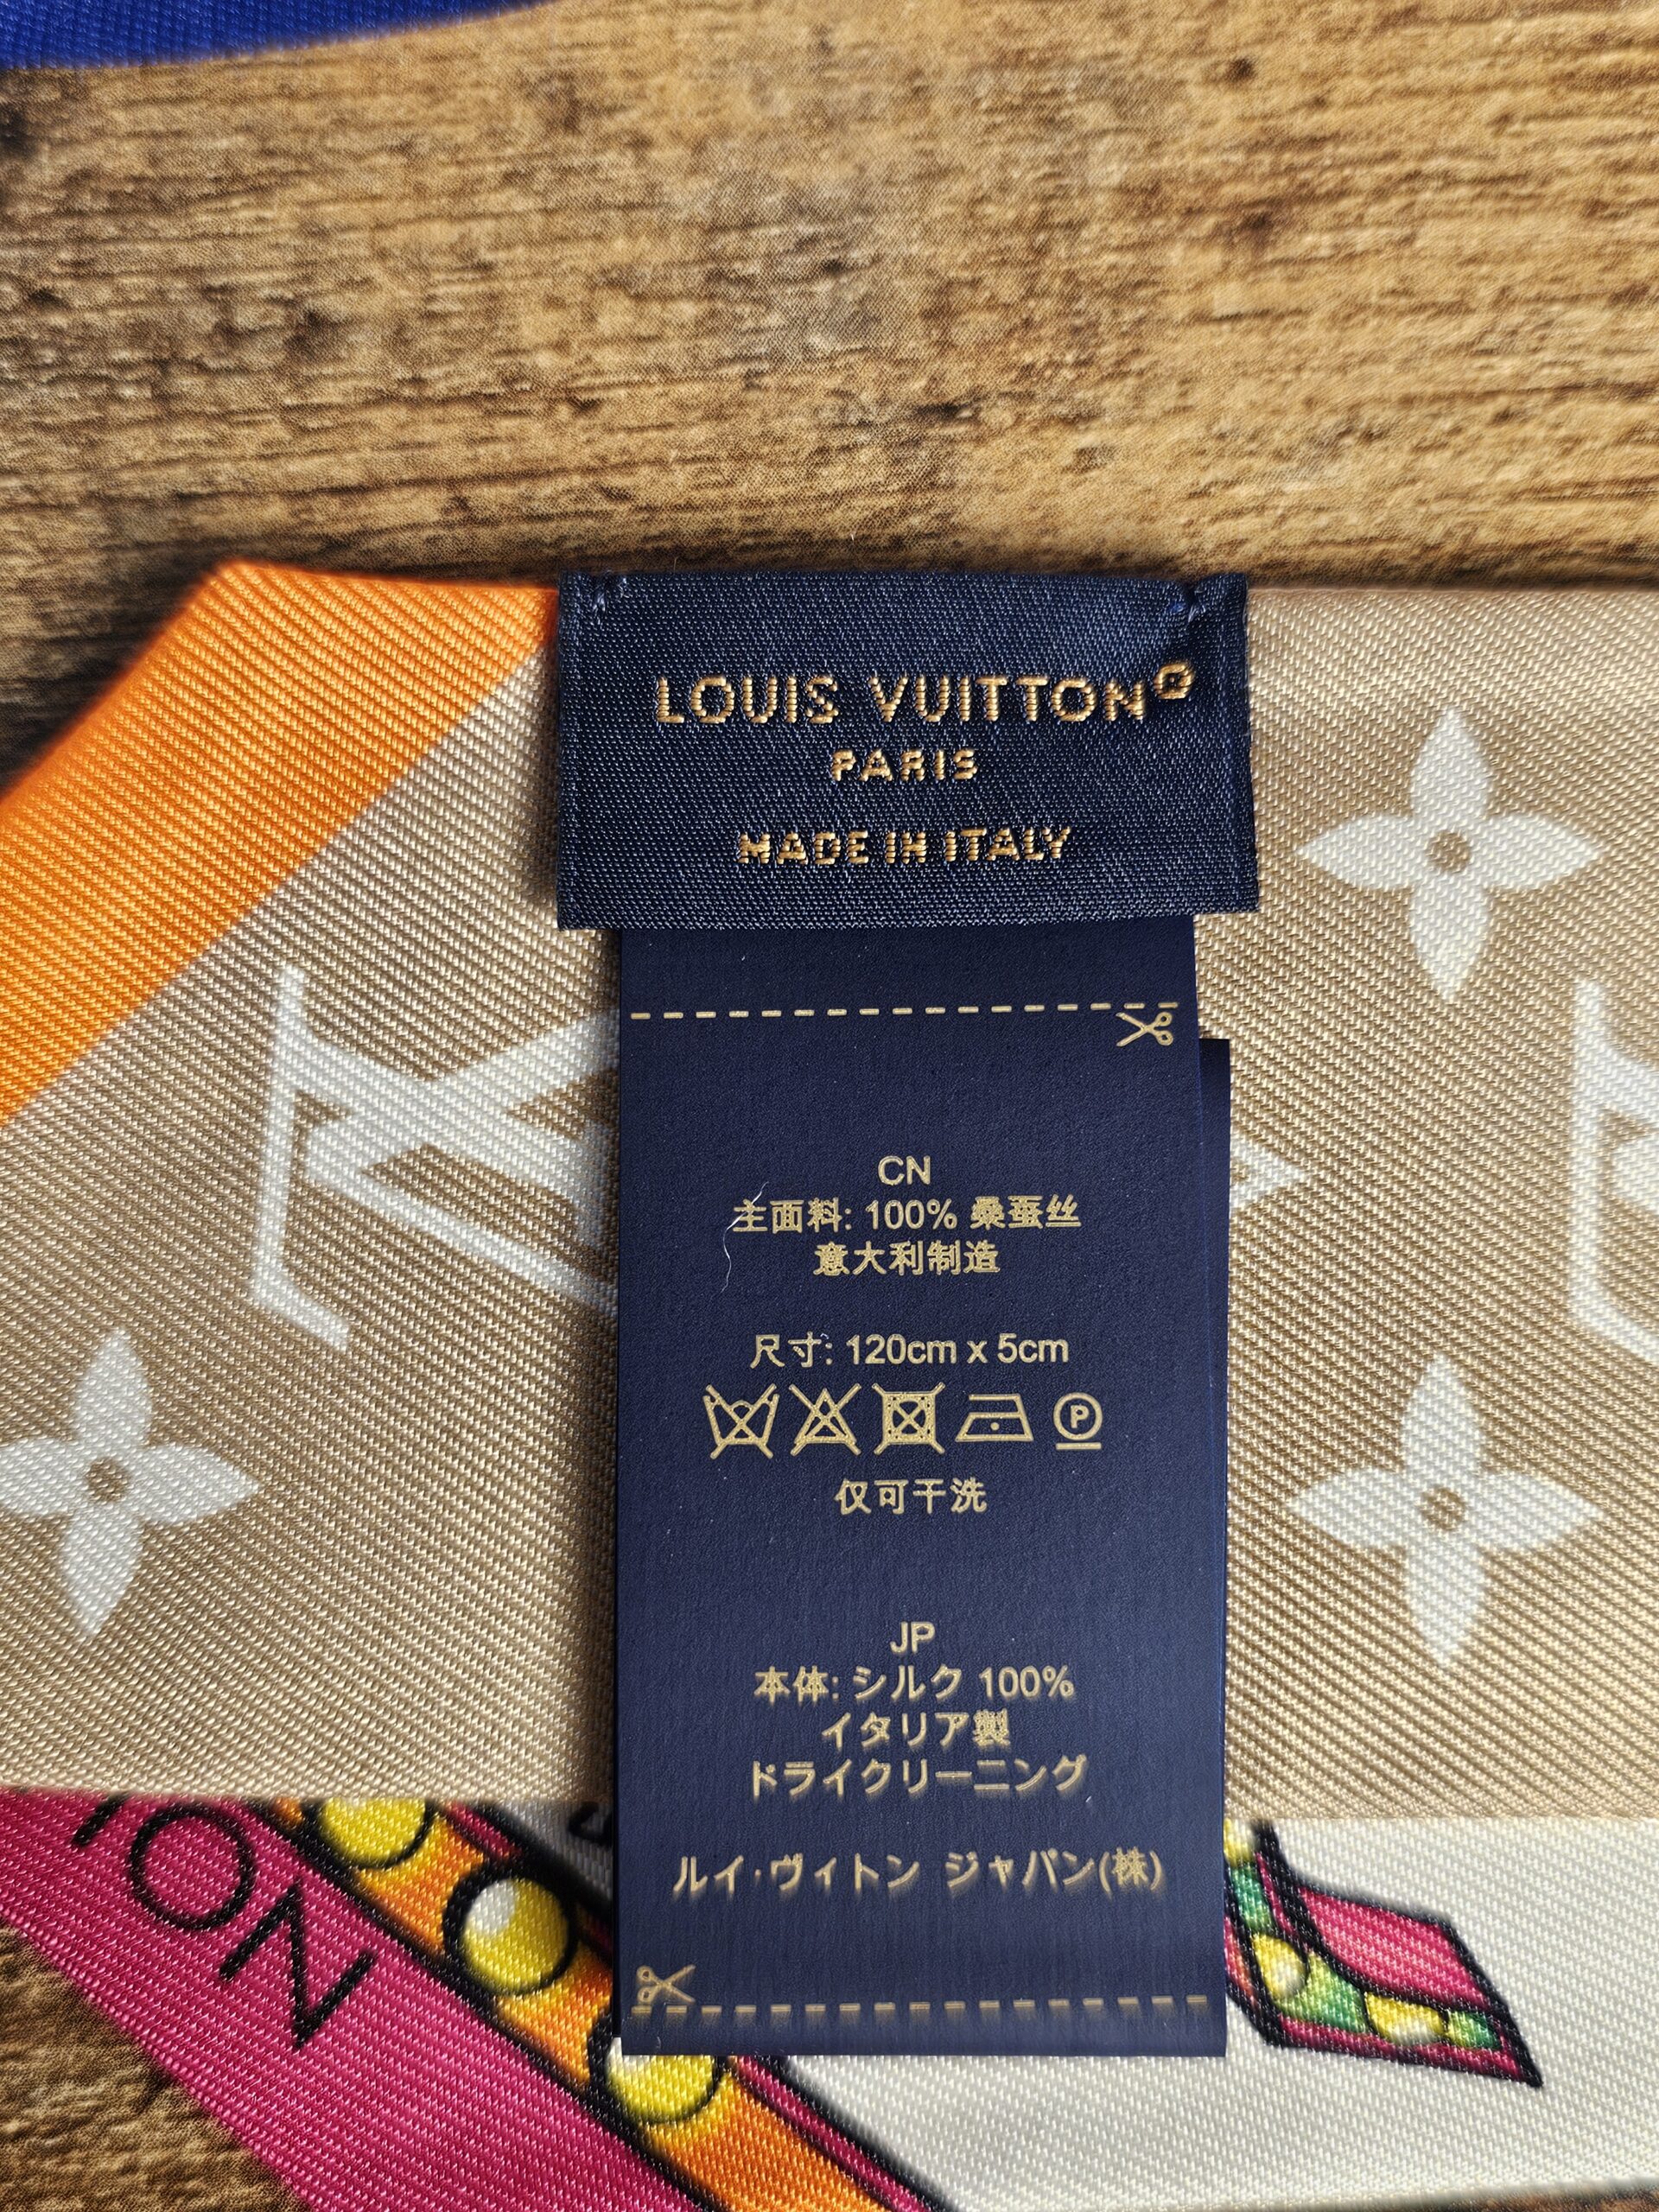 LOUIS VUITTON®
PARIS
MADE IN ITALY
CN
主面料: 100% 桑蚕丝
意大利制造
尺寸: 120cm x 5cm
P
仅可干洗
JP
本体: シルク 100%
イタリア製
ドライクリーニング
ルイ·ヴィトン ジャパン(株)
ION